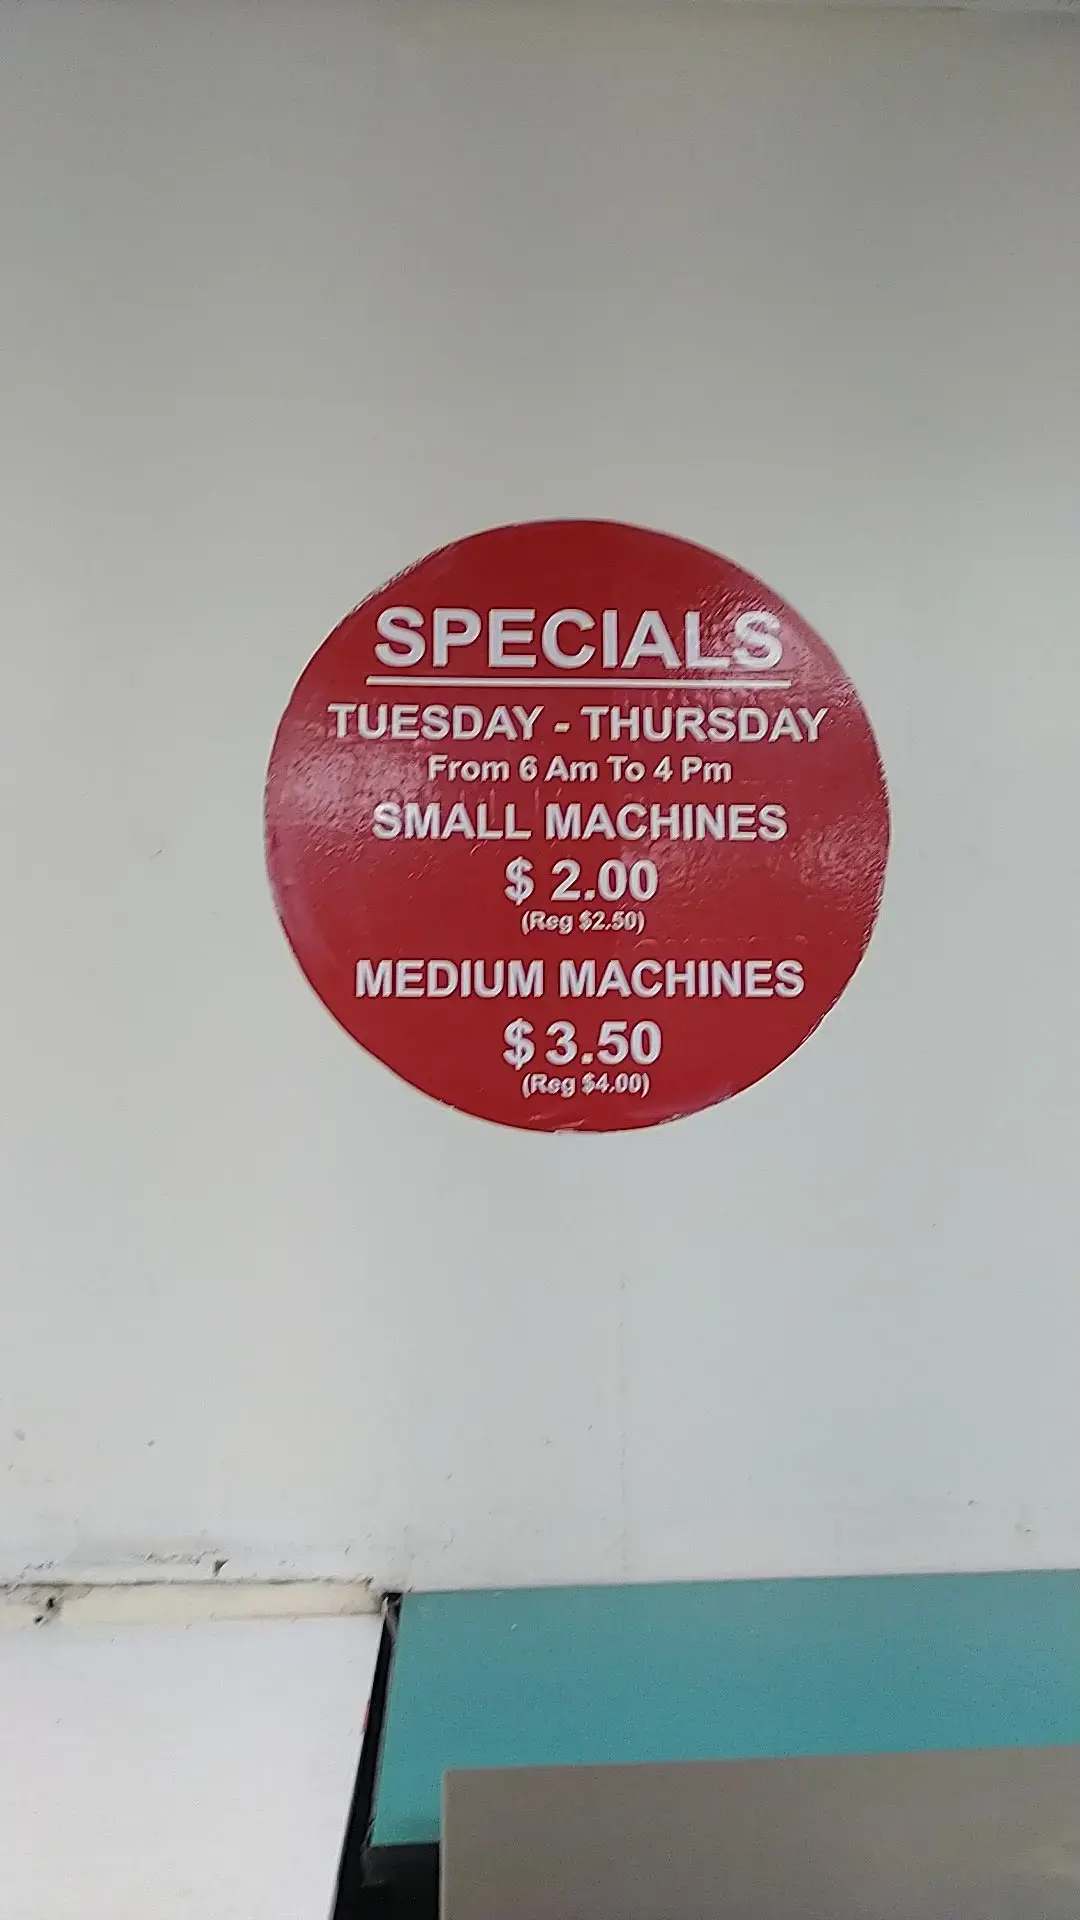 SPECIALS
TUESDAY - THURSDAY
From 6 Am To 4 Pm
SMALL MACHINES
$ 2.00
(Reg $2.50)
MEDIUM MACHINES
$ 3.50
(Reg $4.00)